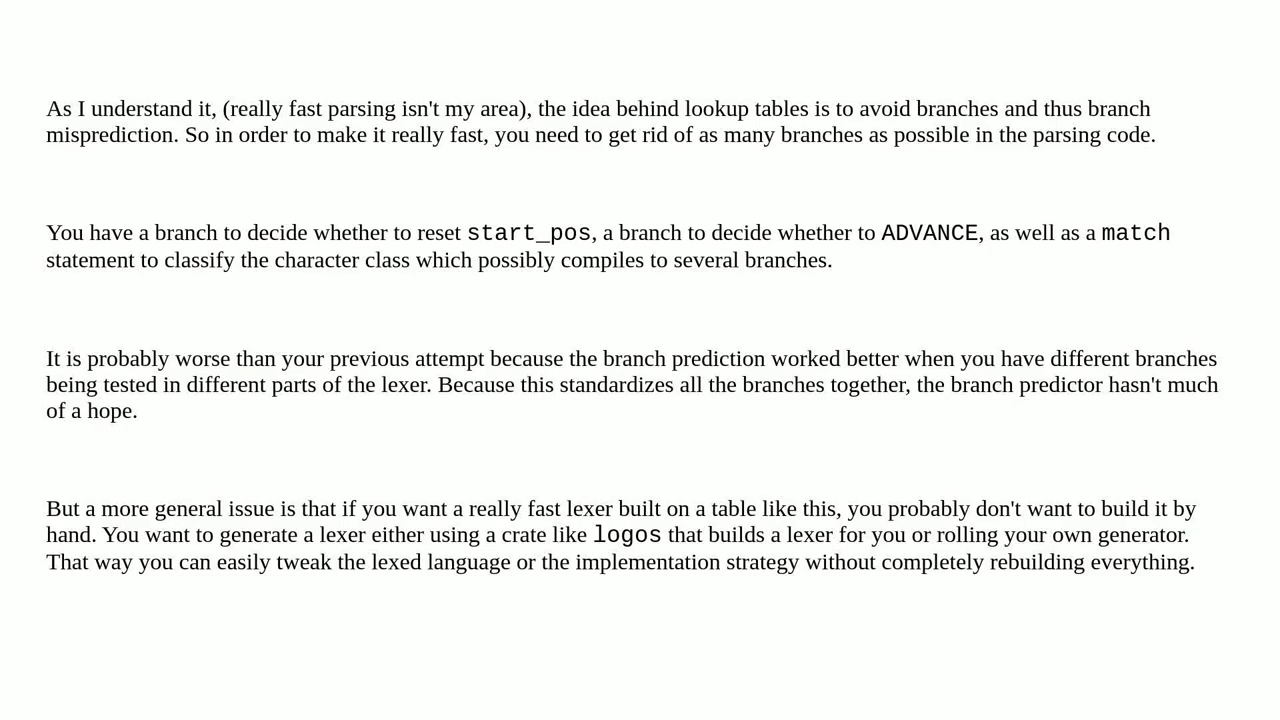 As I understand it, (really fast parsing isn't my area), the idea behind lookup tables is to avoid branches and thus branch
misprediction. So in order to make it really fast, you need to get rid of as many branches as possible in the parsing code.
You have a branch to decide whether to reset start_pos, a branch to decide whether to ADVANCE, as well as a match
statement to classify the character class which possibly compiles to several branches.
It is probably worse than your previous attempt because the branch prediction worked better when you have different branches
being tested in different parts of the lexer. Because this standardizes all the branches together, the branch predictor hasn't much
of a hope.
But a more general issue is that if you want a really fast lexer built on a table like this, you probably don't want to build it by
hand. You want to generate a lexer either using a crate like logos that builds a lexer for you or rolling your own generator.
That way you can easily tweak the lexed language or the implementation strategy without completely rebuilding everything.